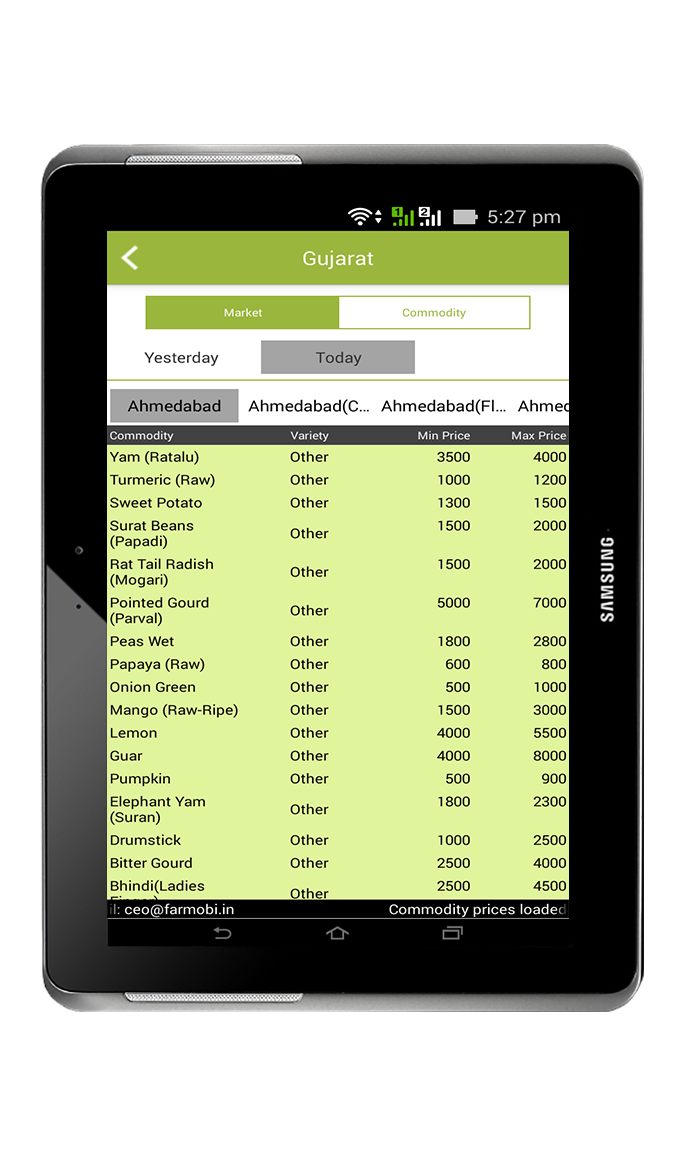 1 2 5:27 pm
Gujarat
Market Commodity
Yesterday Today
Ahmedabad Ahmedabad(C... Ahmedabad(Fl... Ahmed
Commodity Variety Min Price Max Price
Yam (Ratalu) Other 3500 4000
Turmeric (Raw) Other 1000 1200
Sweet Potato Other 1300 1500
Surat Beans
(Papadi) Other 1500 2000
Rat Tail Radish
(Mogari) Other 1500 2000
Pointed Gourd
(Parval) Other 5000 7000
Peas Wet Other 1800 2800
Papaya (Raw) Other 600 800
Onion Green Other 500 1000
Mango (Raw-Ripe) Other 1500 3000
Lemon Other 4000 5500
Guar Other 4000 8000
Pumpkin Other 500 900
Elephant Yam
(Suran) Other 1800 2300
Drumstick Other 1000 2500
Bitter Gourd Other 2500 4000
Bhindi(Ladies
Finger) Other 2500 4500
il: ceo@farmobi.in Commodity prices loaded
SAMSUNG